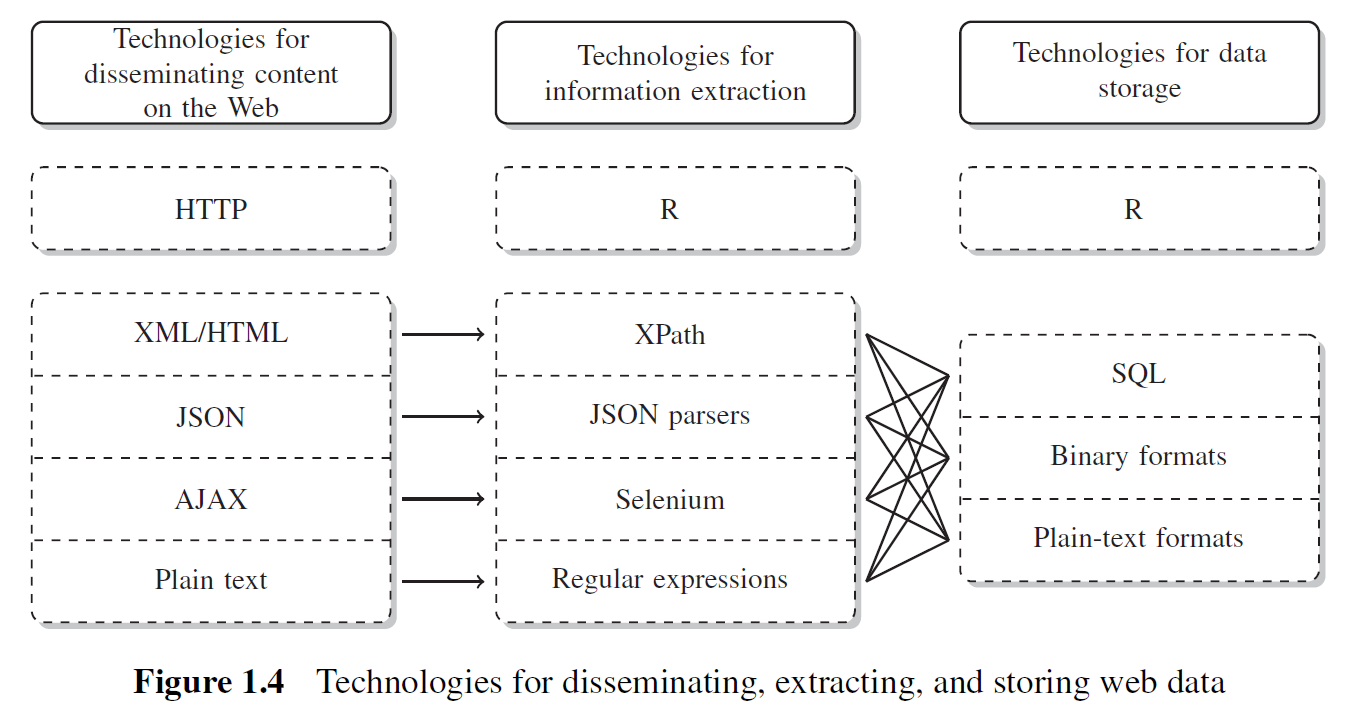 Technologies for
disseminating content
on the Web
Technologies for
information extraction
Technologies for data
storage
HTTP
R
R
XML/HTML
JSON
AJAX
Plain text
XPath
JSON parsers
Selenium
Regular expressions
SQL
Binary formats
Plain-text formats
Figure 1.4 Technologies for disseminating, extracting, and storing web data